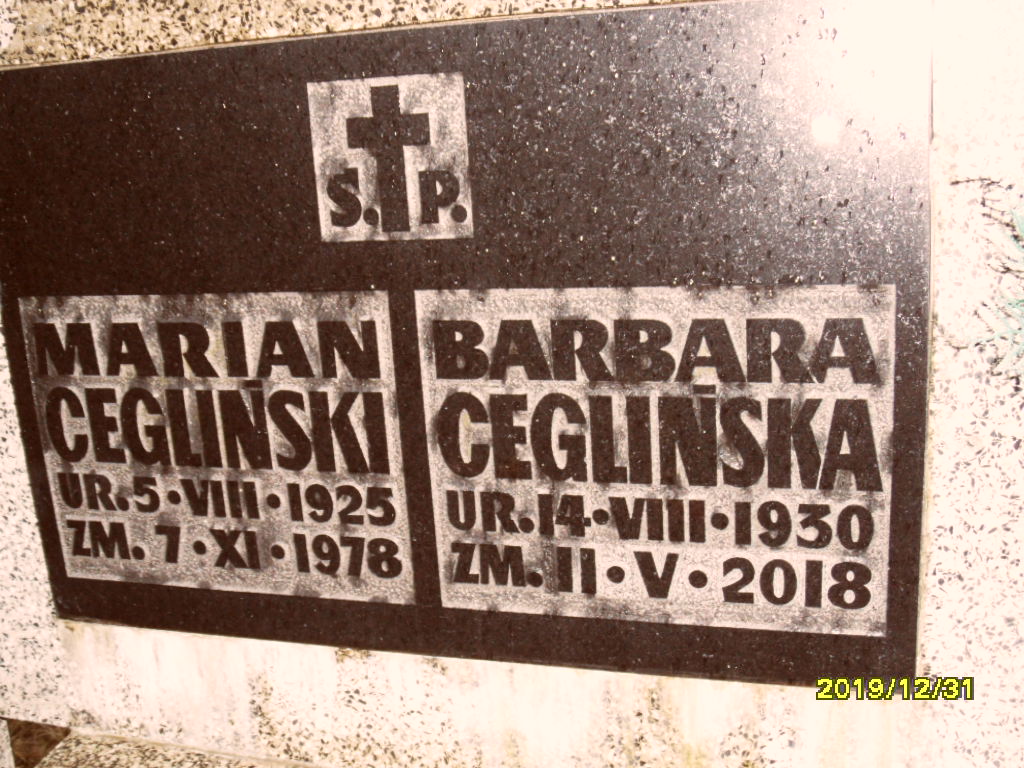 Ś. P.
MARIAN
CEGLIŃSKI
UR. 5 • VIII • 1925
ZM. 7 • XI • 1978
BARBARA
CEGLIŃSKA
UR. 14 • VIII • 1930
ZM. 11 • V • 2018
2019/12/31